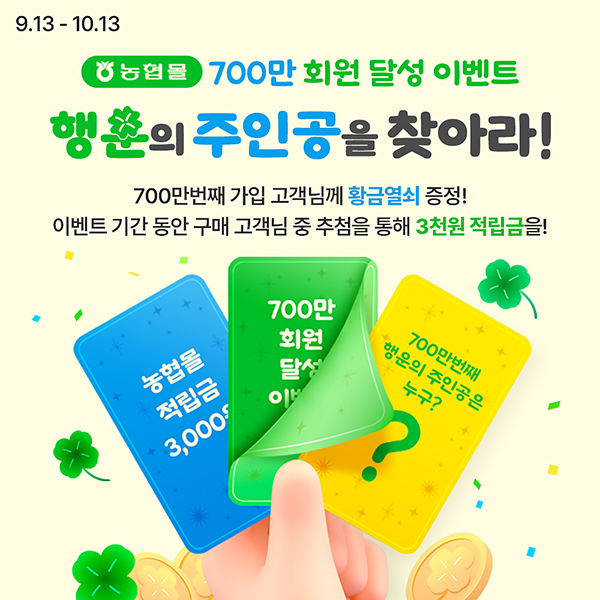 9.13 - 10.13
농협몰 700만 회원 달성 이벤트
행운의 주인공을 찾아라!
700만번째 가입 고객님께 황금열쇠 증정!
이벤트 기간 동안 구매 고객님 중 추첨을 통해 3천원 적립금을!
농협몰
적립금
3,000
700만
회원
달성
700만번째
행운의 주인공은
누구?
?